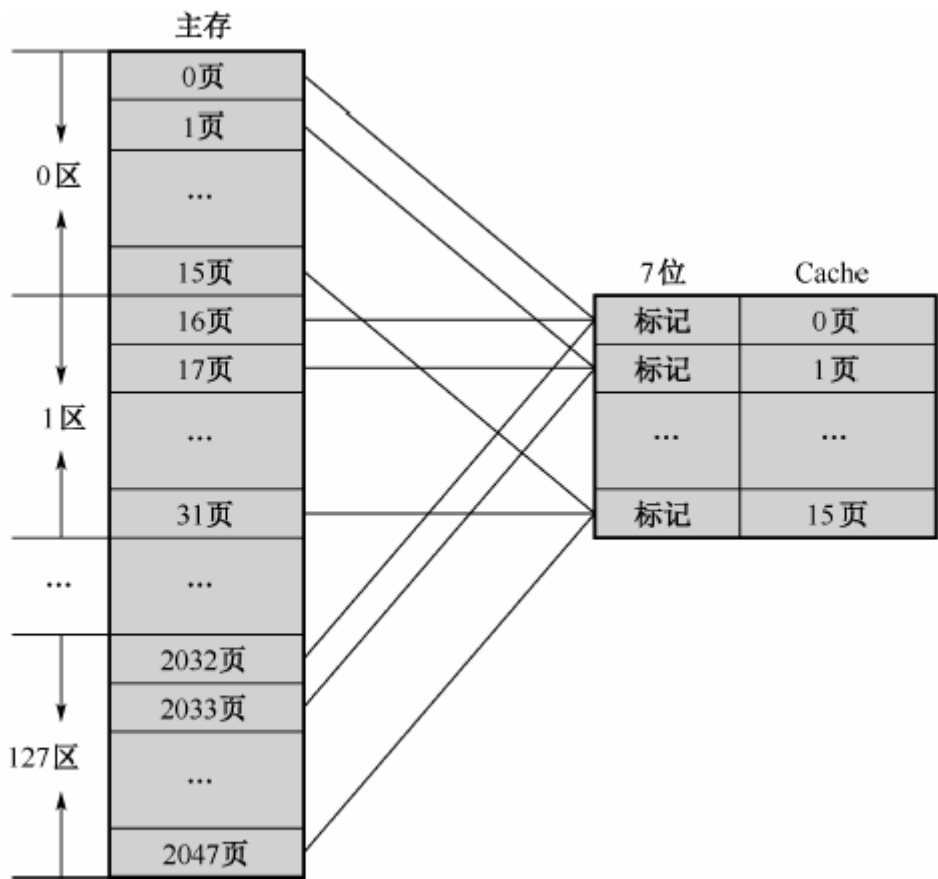 主存
0页
1页
0区
...
15页
7位 Cache
16页 标记 0页
17页 标记 1页
1区 ... ... ...
31页 标记 15页
... ...
2032页
2033页
127区 ...
2047页